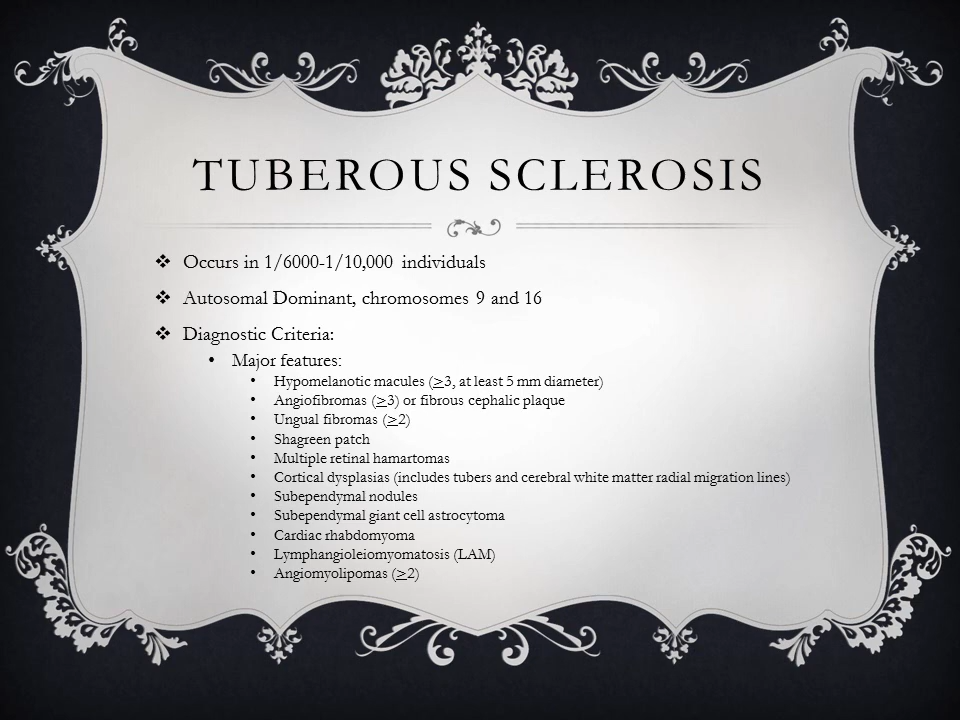 TUBEROUS SCLEROSIS
❖ Occurs in 1/6000-1/10,000 individuals
❖ Autosomal Dominant, chromosomes 9 and 16
❖ Diagnostic Criteria:
• Major features:
• Hypomelanotic macules (≥3, at least 5 mm diameter)
• Angiofibromas (≥3) or fibrous cephalic plaque
• Ungual fibromas (≥2)
• Shagreen patch
• Multiple retinal hamartomas
• Cortical dysplasias (includes tubers and cerebral white matter radial migration lines)
• Subependymal nodules
• Subependymal giant cell astrocytoma
• Cardiac rhabdomyoma
• Lymphangioleiomyomatosis (LAM)
• Angiomyolipomas (≥2)